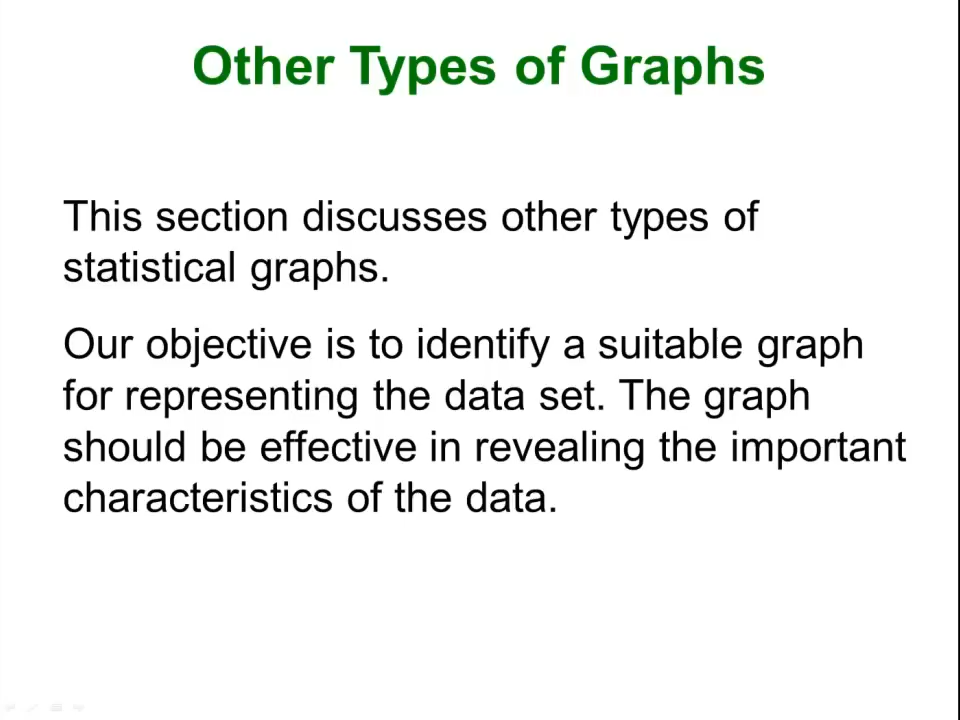 Other Types of Graphs
This section discusses other types of
statistical graphs.
Our objective is to identify a suitable graph
for representing the data set. The graph
should be effective in revealing the important
characteristics of the data.